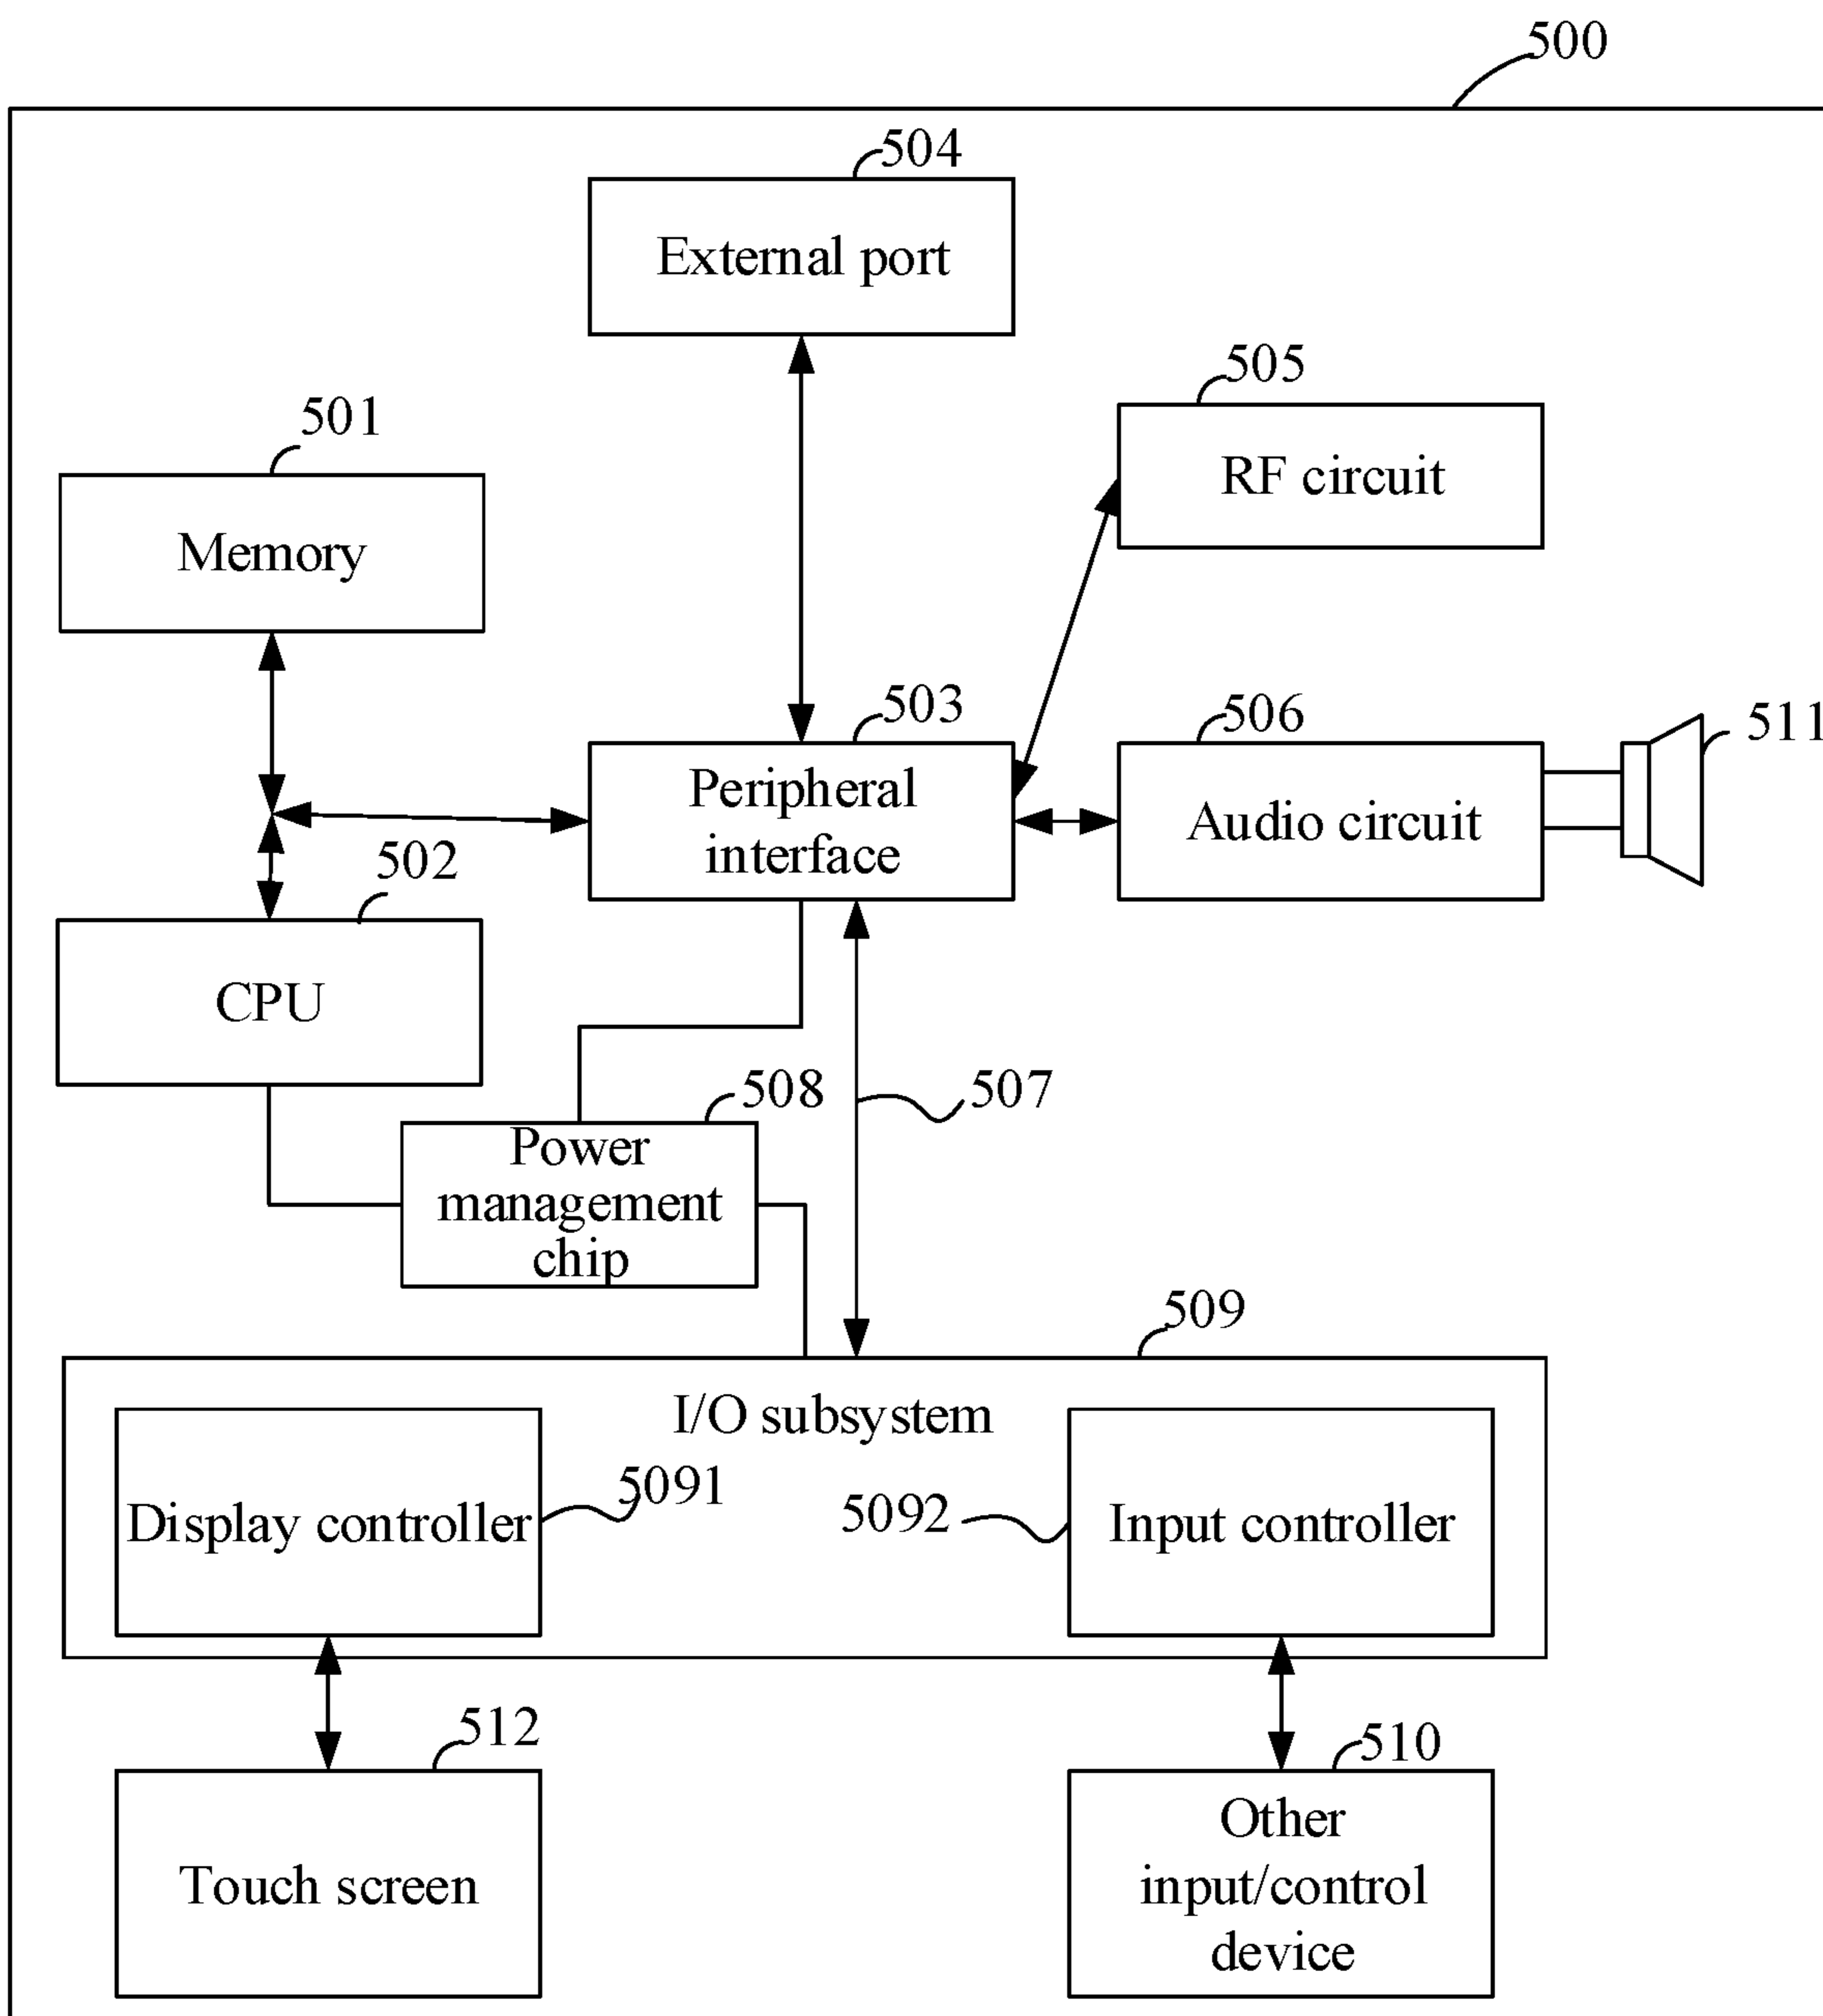 500
504
External port
505
RF circuit
501
Memory
503
Peripheral
interface
506
Audio circuit
511
502
CPU
508
Power
management
chip
507
509
I/O subsystem
5091
Display controller
5092
Input controller
512
Touch screen
510
Other
input/control
device